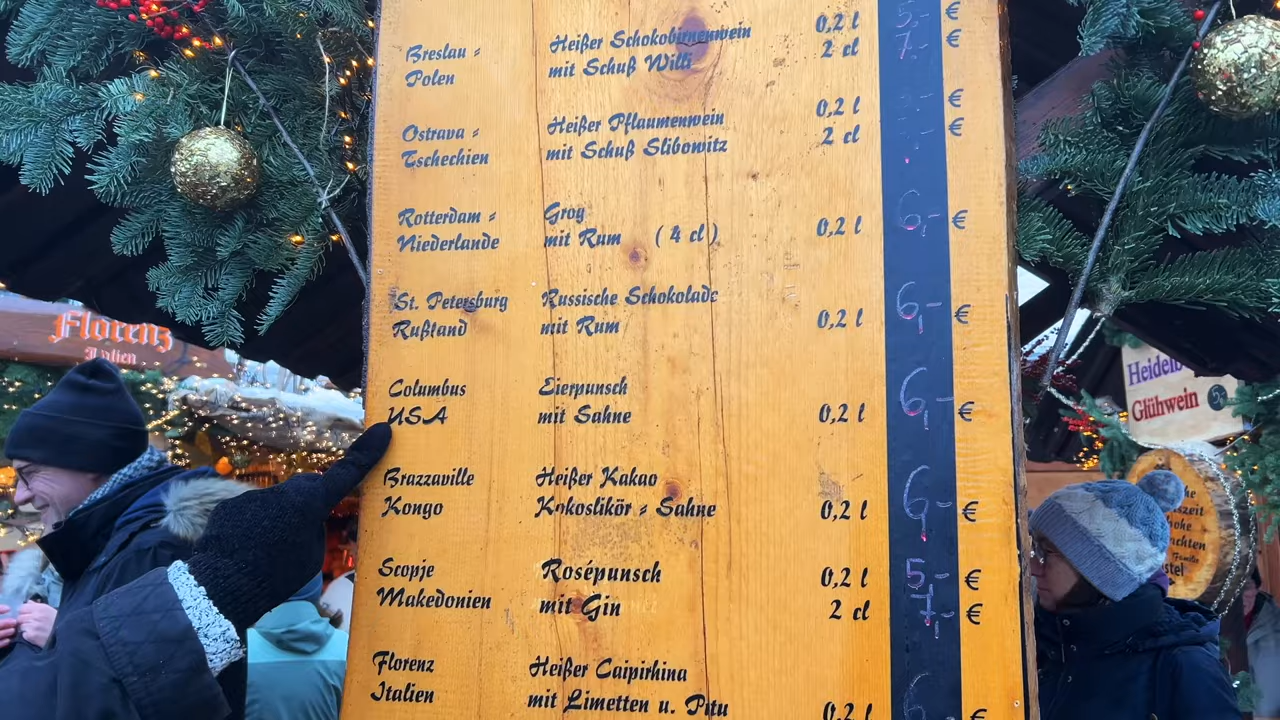 0,2 l 5,- €
Breslau = Heißer Schokobirnenwein
Polen mit Schuß Willi 2 cl 7,- €
Ostrava = Heißer Pflaumenwein 0,2 l €
Tschechien mit Schuß Slibowitz 2 cl €
Rotterdam = Grog
Niederlande mit Rum ( 4 cl ) 0,2 l 6,- €
St. Petersburg Russische Schokolade
Rußland mit Rum 0,2 l 6,- €
Columbus Eierpunsch
USA mit Sahne 0,2 l 6,- €
Brazzaville Heißer Kakao
Kongo Kokoslikör = Sahne 0,2 l 6,- €
Scopje Rosépunsch 0,2 l 5,- €
Makedonien mit Gin 2 cl 7,- €
Florenz Heißer Caipirhina
Italien mit Limetten u. Pitu 0,2 l 6 €
Florenz
Italien
Glühwein